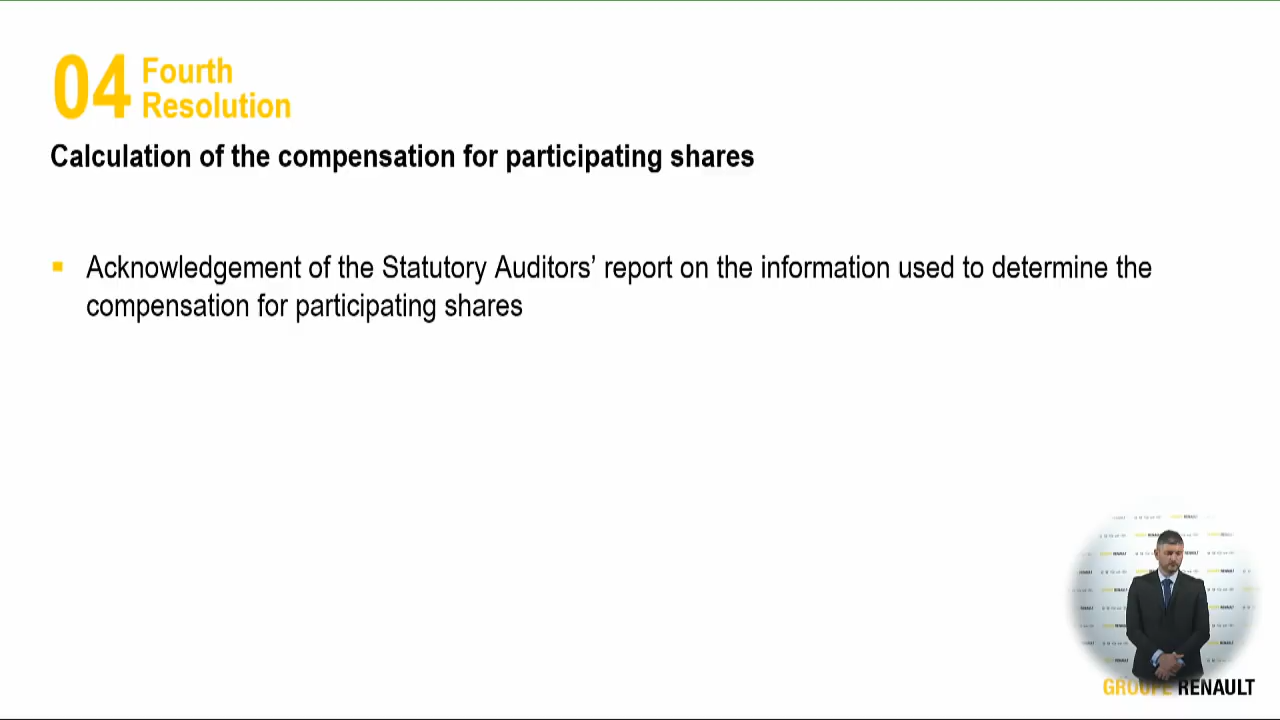 04 Fourth
Resolution
Calculation of the compensation for participating shares
Acknowledgement of the Statutory Auditors’ report on the information used to determine the
compensation for participating shares
GROUPE RENAULT